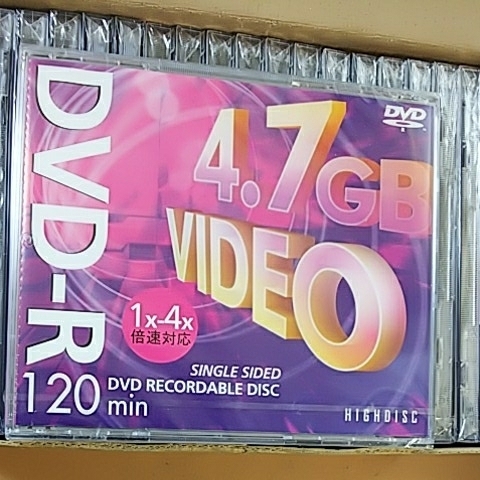 DVD-R
4.7GB
VIDEO
DVD
R
1x-4x
倍速対応
SINGLE SIDED
DVD RECORDABLE DISC
120 min
HIGHDISC